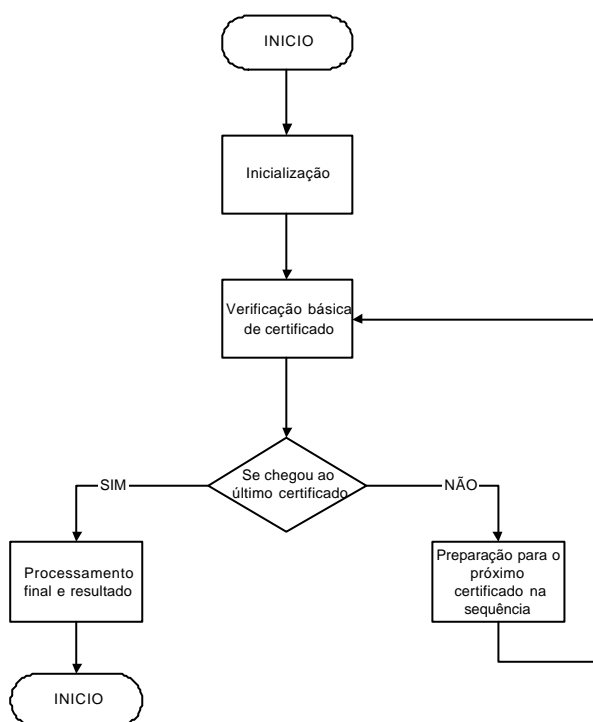 INICIO
Inicialização
Verificação básica
de certificado
Se chegou ao
último certificado
SIM
NÃO
Processamento
final e resultado
Preparação para o
próximo
certificado na
sequência
INICIO